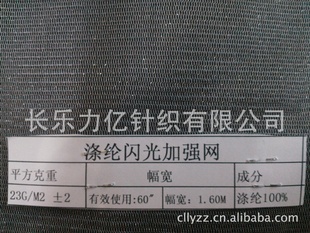 长乐力亿针织有限公司
涤纶闪光加强网
平方克重 幅宽 成分
23G/M2 ±2 有效使用:60" 幅宽: 1.60M 涤纶100%
cllyzz.cn.alibaba.com